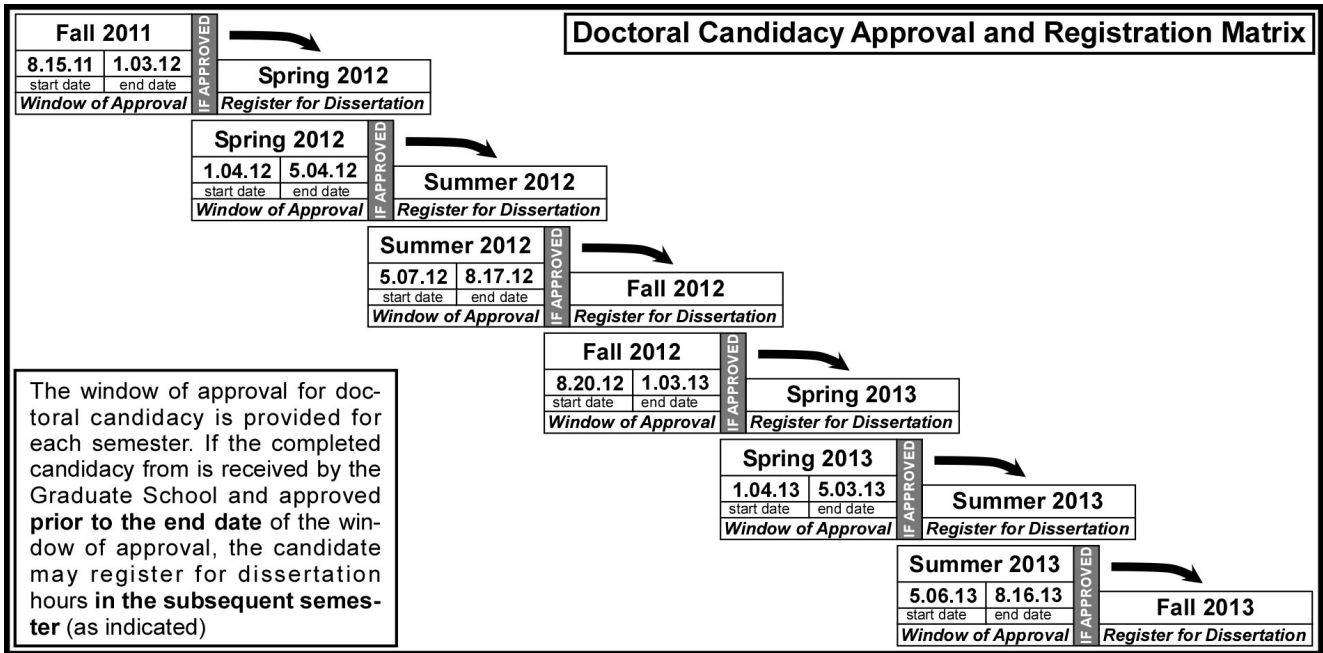 Doctoral Candidacy Approval and Registration Matrix
Fall 2011
8.15.11 1.03.12
start date end date
Window of Approval
IF APPROVED
Spring 2012
Register for Dissertation
Spring 2012
1.04.12 5.04.12
start date end date
Window of Approval
IF APPROVED
Summer 2012
Register for Dissertation
Summer 2012
5.07.12 8.17.12
start date end date
Window of Approval
IF APPROVED
Fall 2012
Register for Dissertation
Fall 2012
8.20.12 1.03.13
start date end date
Window of Approval
IF APPROVED
Spring 2013
Register for Dissertation
Spring 2013
1.04.13 5.03.13
start date end date
Window of Approval
IF APPROVED
Summer 2013
Register for Dissertation
Summer 2013
5.06.13 8.16.13
start date end date
Window of Approval
IF APPROVED
Fall 2013
Register for Dissertation
The window of approval for doc-
toral candidacy is provided for
each semester. If the completed
candidacy from is received by the
Graduate School and approved
prior to the end date of the win-
dow of approval, the candidate
may register for dissertation
hours in the subsequent semes-
ter (as indicated)